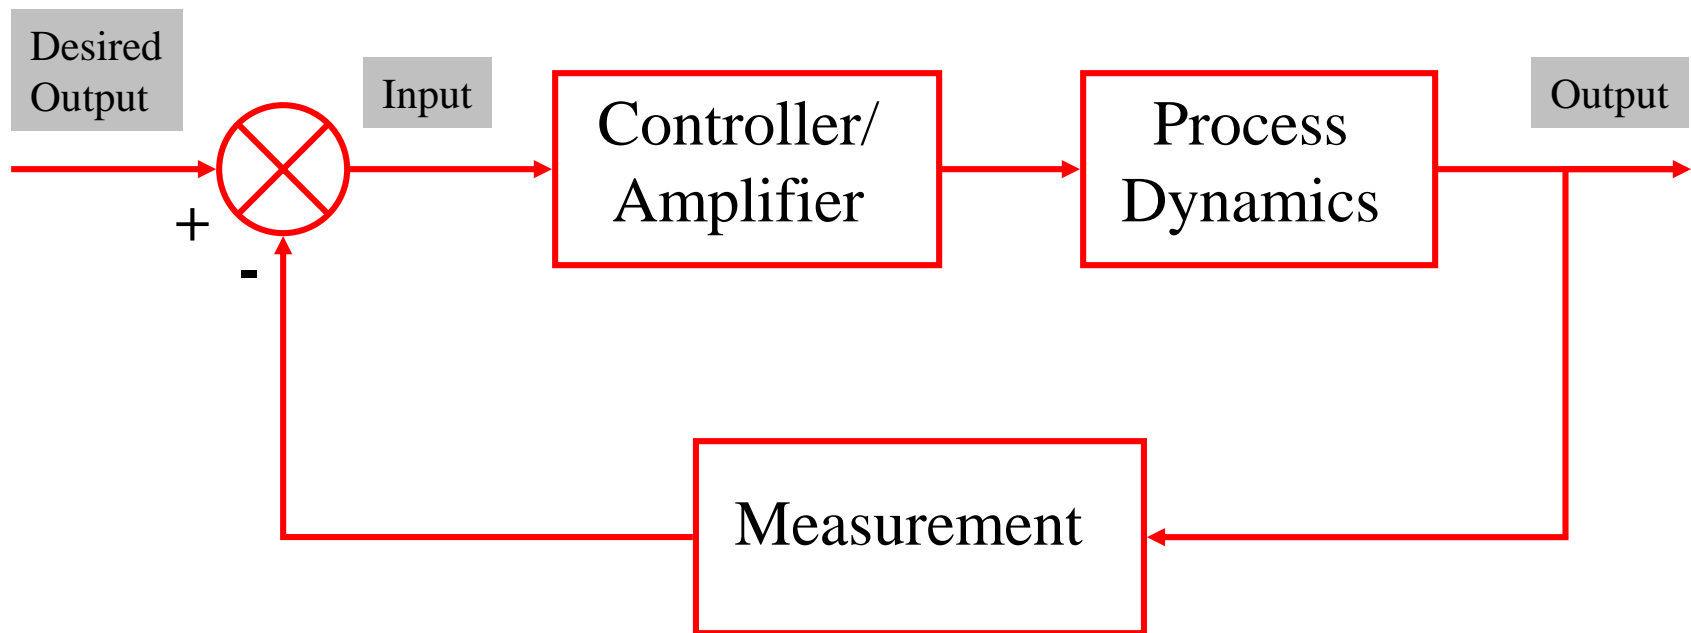 Desired
Output
Input
Controller/
Amplifier
Process
Dynamics
Output
+
-
Measurement